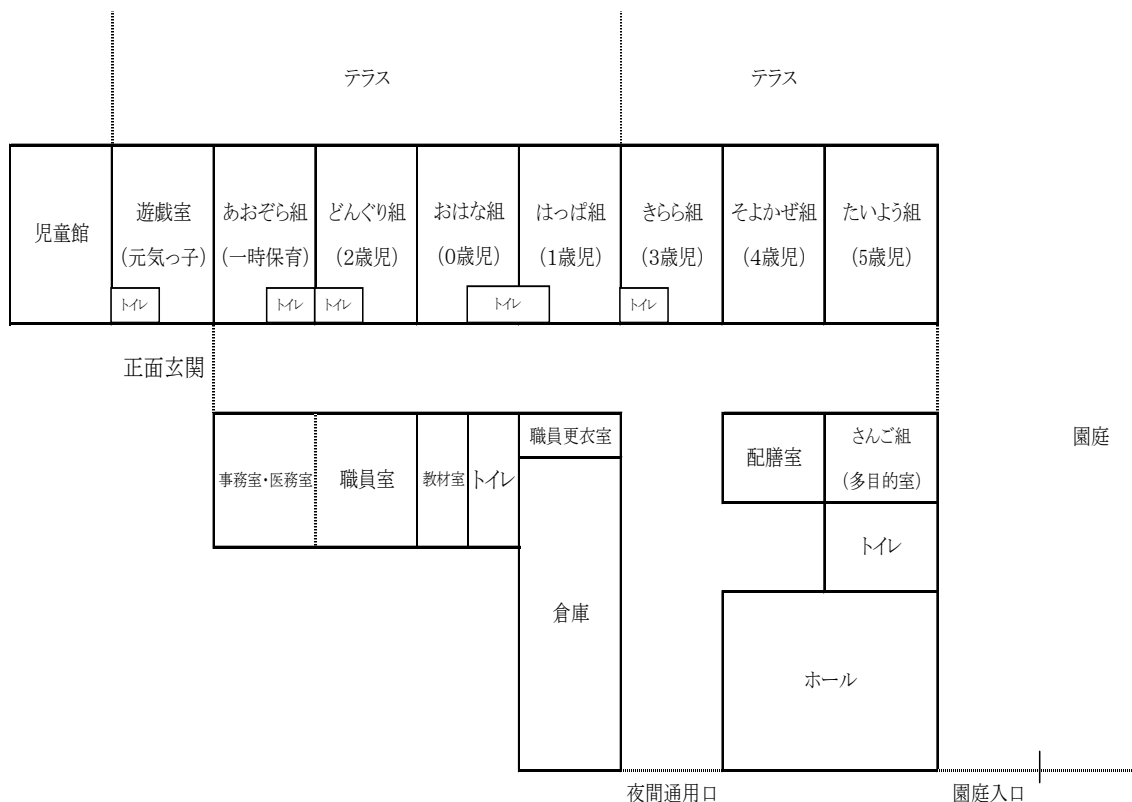 テラス
テラス
児童館
遊戯室
(元気っ子)
あおぞら組
(一時保育)
どんぐり組
(2歳児)
おはな組
(0歳児)
はっぱ組
(1歳児)
きらら組
(3歳児)
そよかぜ組
(4歳児)
たいよう組
(5歳児)
トイレ
トイレ
トイレ
トイレ
トイレ
正面玄関
事務室・医務室
職員室
教材室
トイレ
職員更衣室
倉庫
配膳室
さんご組
(多目的室)
トイレ
ホール
園庭
夜間通用口
園庭入口